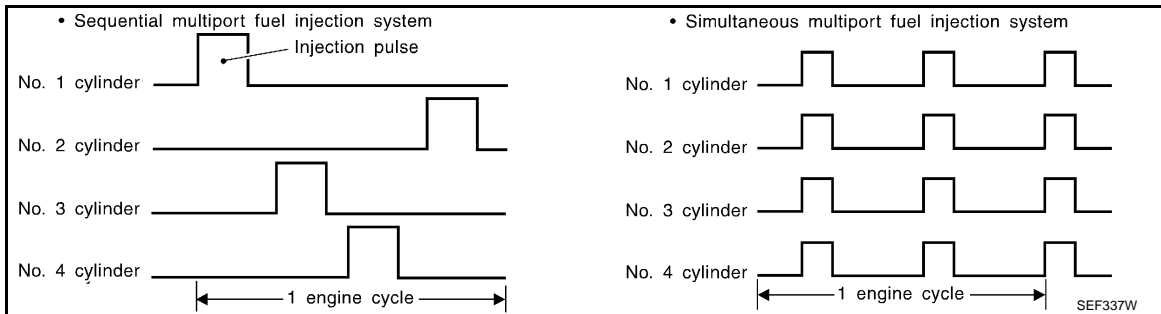 • Sequential multiport fuel injection system
Injection pulse
No. 1 cylinder
No. 2 cylinder
No. 3 cylinder
No. 4 cylinder
1 engine cycle
• Simultaneous multiport fuel injection system
No. 1 cylinder
No. 2 cylinder
No. 3 cylinder
No. 4 cylinder
1 engine cycle
SEF337W